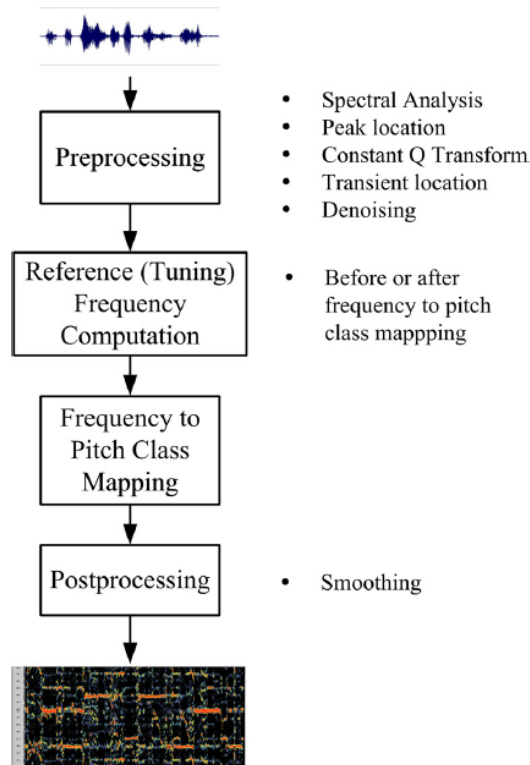 Preprocessing
• Spectral Analysis
• Peak location
• Constant Q Transform
• Transient location
• Denoising
Reference (Tuning)
Frequency
Computation
• Before or after
frequency to pitch
class mappping
Frequency to
Pitch Class
Mapping
Postprocessing
• Smoothing